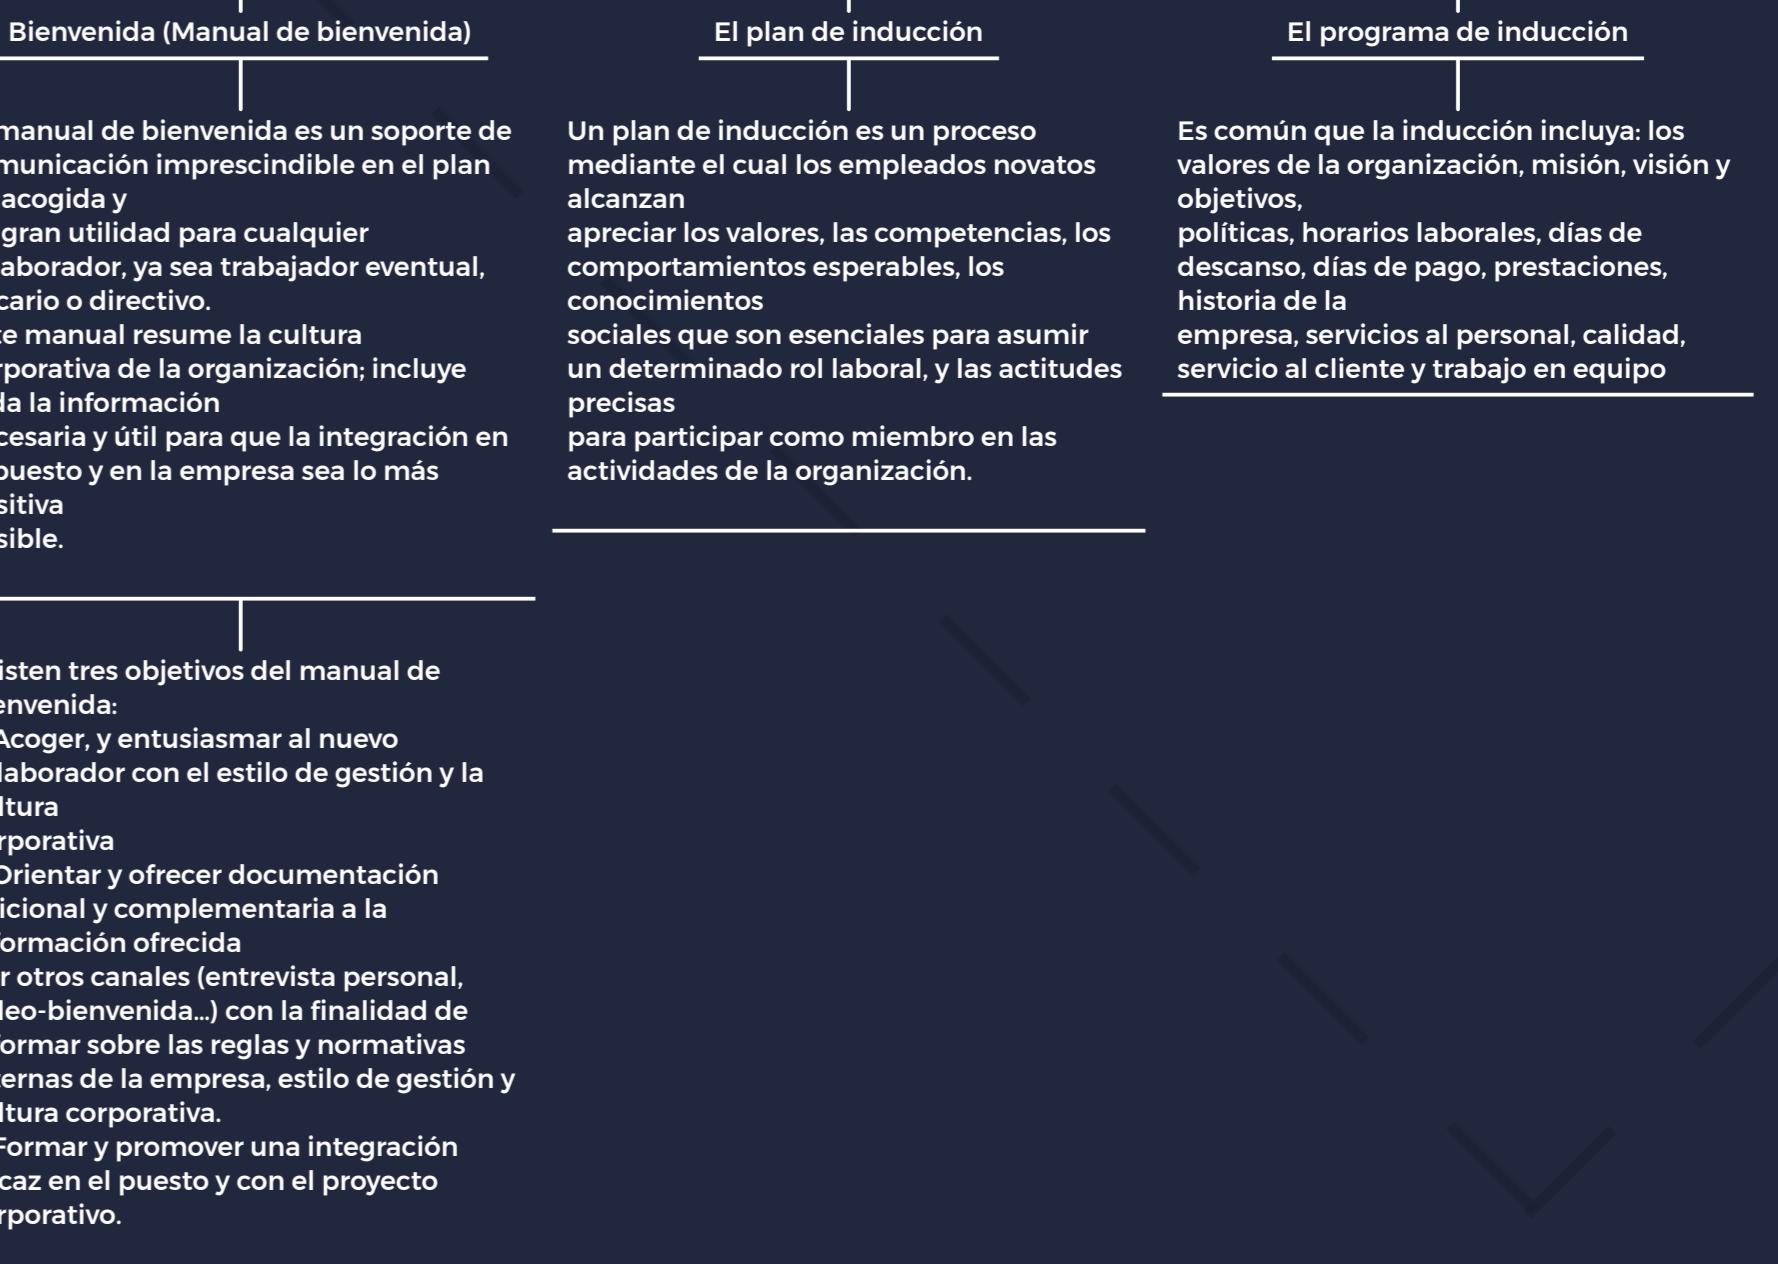 Bienvenida (Manual de bienvenida)
manual de bienvenida es un soporte de
municación imprescindible en el plan
acogida y
gran utilidad para cualquier
aborador, ya sea trabajador eventual,
cario o directivo.
te manual resume la cultura
rporativa de la organización; incluye
da la información
cesaria y útil para que la integración en
puesto y en la empresa sea lo más
sitiva
sible.
isten tres objetivos del manual de
envenida:
Acoger, y entusiasmar al nuevo
laborador con el estilo de gestión y la
ltura
rporativa
Orientar y ofrecer documentación
icional y complementaria a la
formación ofrecida
r otros canales (entrevista personal,
deo-bienvenida...) con la finalidad de
formar sobre las reglas y normativas
ternas de la empresa, estilo de gestión y
ltura corporativa.
Formar y promover una integración
caz en el puesto y con el proyecto
rporativo.
El plan de inducción
Un plan de inducción es un proceso
mediante el cual los empleados novatos
alcanzan
apreciar los valores, las competencias, los
comportamientos esperables, los
conocimientos
sociales que son esenciales para asumir
un determinado rol laboral, y las actitudes
precisas
para participar como miembro en las
actividades de la organización.
El programa de inducción
Es común que la inducción incluya: los
valores de la organización, misión, visión y
objetivos,
políticas, horarios laborales, días de
descanso, días de pago, prestaciones,
historia de la
empresa, servicios al personal, calidad,
servicio al cliente y trabajo en equipo